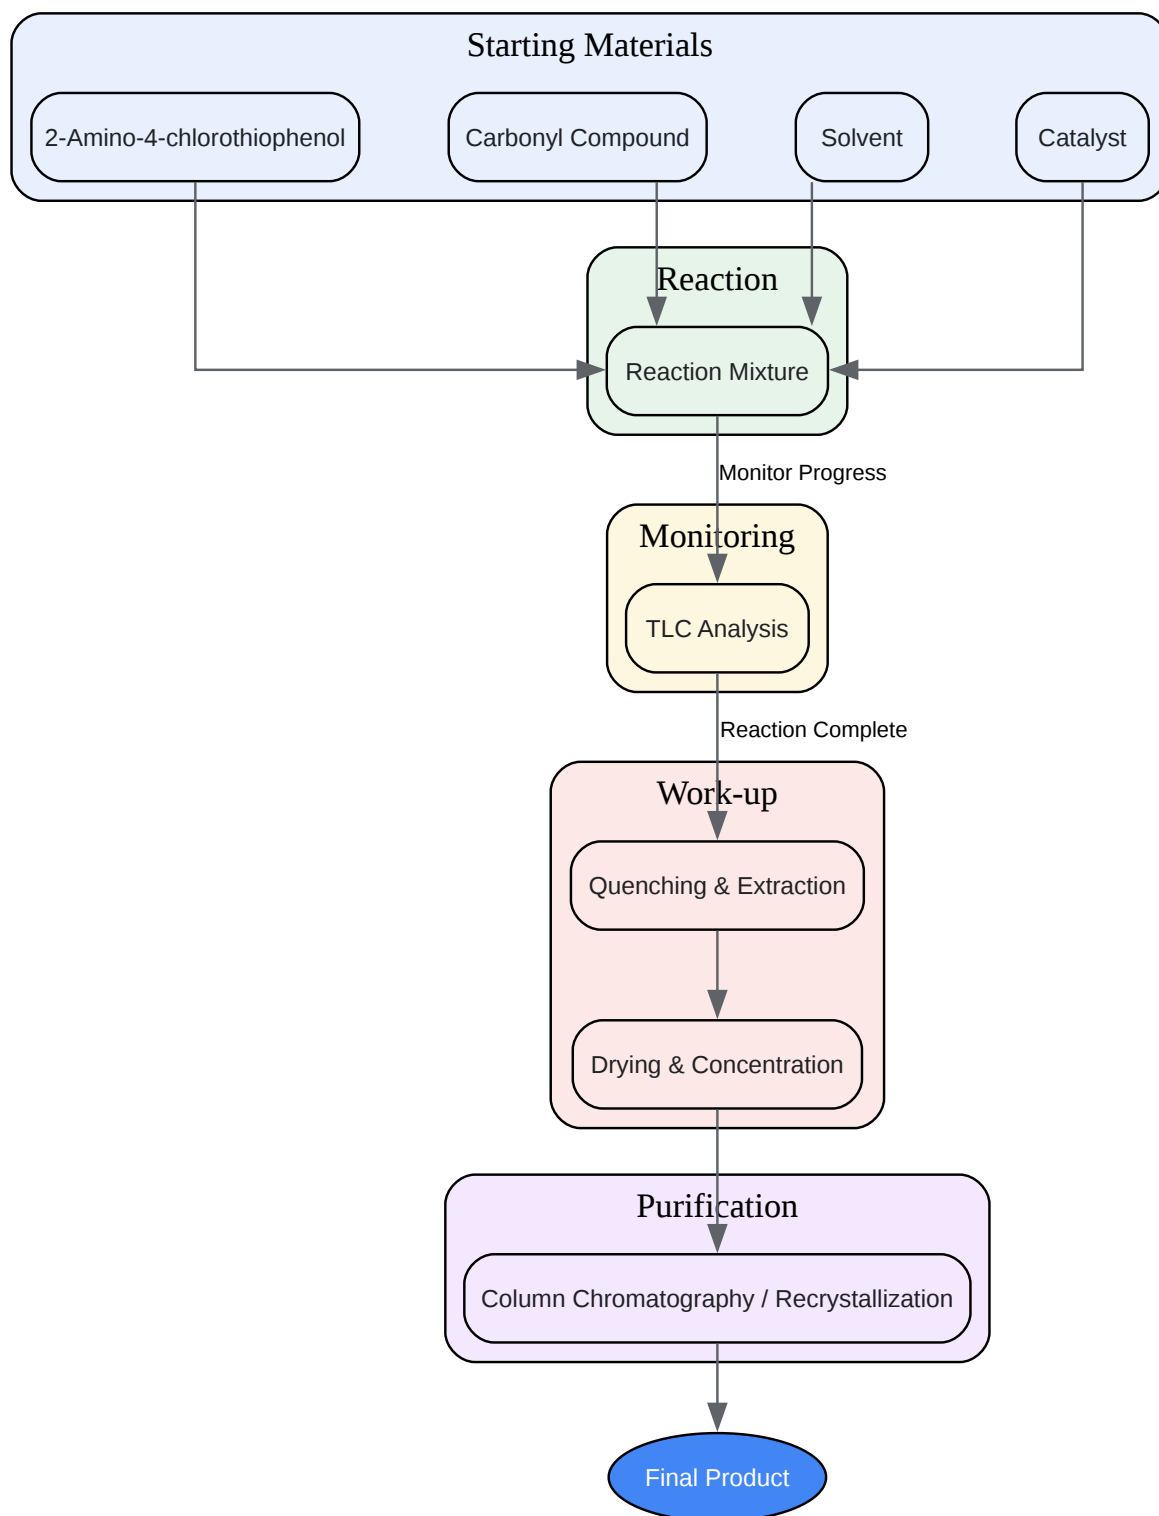 Starting Materials
2-Amino-4-chlorothiophenol
Carbonyl Compound
Solvent
Catalyst
Reaction
Reaction Mixture
Monitor Progress
Monitoring
TLC Analysis
Reaction Complete
Work-up
Quenching & Extraction
Drying & Concentration
Purification
Column Chromatography / Recrystallization
Final Product